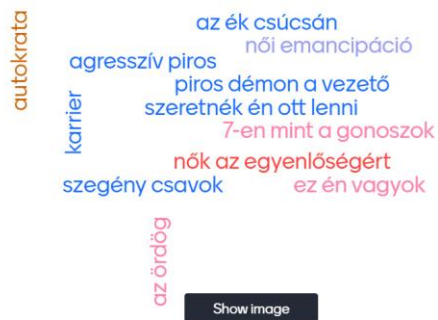 autokrata
az ék csúcsán
női emancipáció
agresszív piros
piros démon a vezető
karrier
szeretnék én ott lenni
7-en mint a gonoszok
nők az egyenlőségért
szegény csavok
ez én vagyok
az ördög
Show image